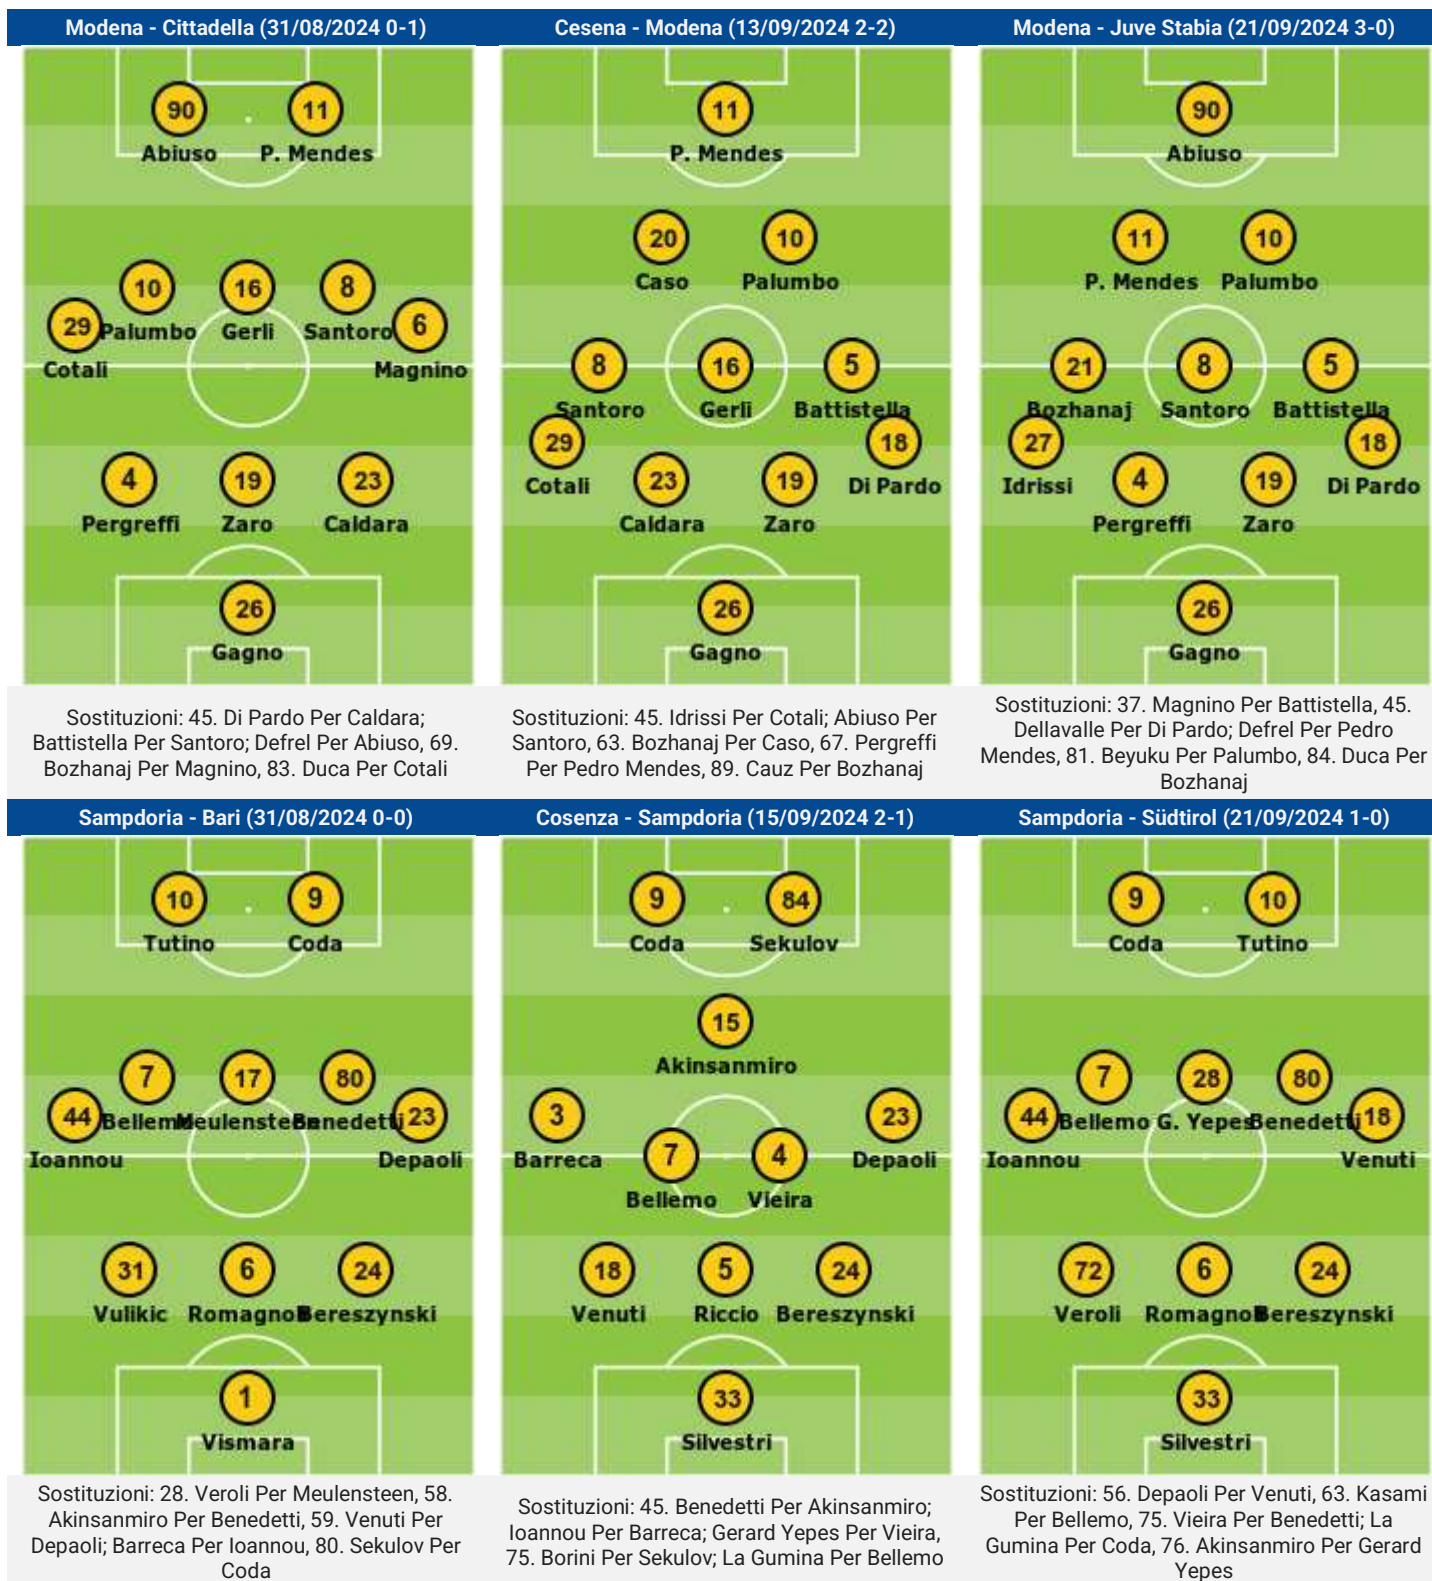 Modena - Cittadella (31/08/2024 0-1)
90 11
Abiuso P. Mendes
10 16 8
29 Palumbo Gerli Santoro 6
Cotali Magnino
4 19 23
Pergreffi Zaro Caldara
26
Gagno
Sostituzioni: 45. Di Pardo Per Caldara;
Battistella Per Santoro; Defrel Per Abiuso, 69.
Bozhanaj Per Magnino, 83. Duca Per Cotali
Cesena - Modena (13/09/2024 2-2)
11
P. Mendes
20 10
Caso Palumbo
8 16 5
Santoro Gerli Battistella
29 18
Cotali 23 19 Di Pardo
Caldara Zaro
26
Gagno
Sostituzioni: 45. Idrissi Per Cotali; Abiuso Per
Santoro, 63. Bozhanaj Per Caso, 67. Pergreffi
Per Pedro Mendes, 89. Cauz Per Bozhanaj
Modena - Juve Stabia (21/09/2024 3-0)
90
Abiuso
11 10
P. Mendes Palumbo
21 8 5
Bozhanaj Santoro Battistella
27 18
Idrissi 4 19 Di Pardo
Pergreffi Zaro
26
Gagno
Sostituzioni: 37. Magnino Per Battistella, 45.
Dellavalle Per Di Pardo; Defrel Per Pedro
Mendes, 81. Beyuku Per Palumbo, 84. Duca Per
Bozhanaj
Sampdoria - Bari (31/08/2024 0-0)
10 9
Tutino Coda
7 17 80
44 Bellemo Meulensteen Benedetti 23
Ioannou Depaoli
31 6 24
Vulikic Romagnoli Bereszynski
1
Vismara
Sostituzioni: 28. Veroli Per Meulensteen, 58.
Akinsanmiro Per Benedetti, 59. Venuti Per
Depaoli; Barreca Per Ioannou, 80. Sekulov Per
Coda
Cosenza - Sampdoria (15/09/2024 2-1)
9 84
Coda Sekulov
15
Akinsanmiro
3 23
Barreca 7 4 Depaoli
Bellemo Vieira
18 5 24
Venuti Riccio Bereszynski
33
Silvestri
Sostituzioni: 45. Benedetti Per Akinsanmiro;
Ioannou Per Barreca; Gerard Yepes Per Vieira,
75. Borini Per Sekulov; La Gumina Per Bellemo
Sampdoria - Südtirol (21/09/2024 1-0)
9 10
Coda Tutino
7 28 80
44 Bellemo G. Yepes Benedetti 18
Ioannou Venuti
72 6 24
Veroli Romagnoli Bereszynski
33
Silvestri
Sostituzioni: 56. Depaoli Per Venuti, 63. Kasami
Per Bellemo, 75. Vieira Per Benedetti; La
Gumina Per Coda, 76. Akinsanmiro Per Gerard
Yepes